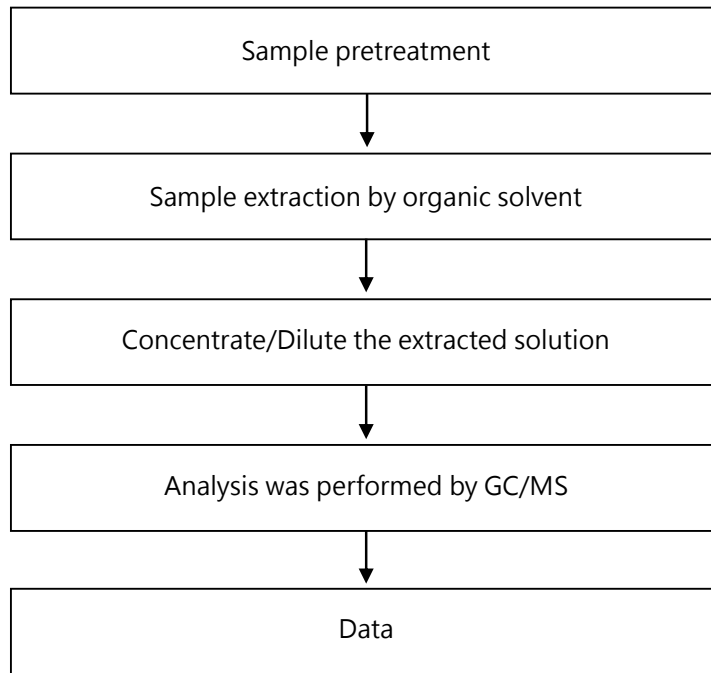 Sample pretreatment
Sample extraction by organic solvent
Concentrate/Dilute the extracted solution
Analysis was performed by GC/MS
Data